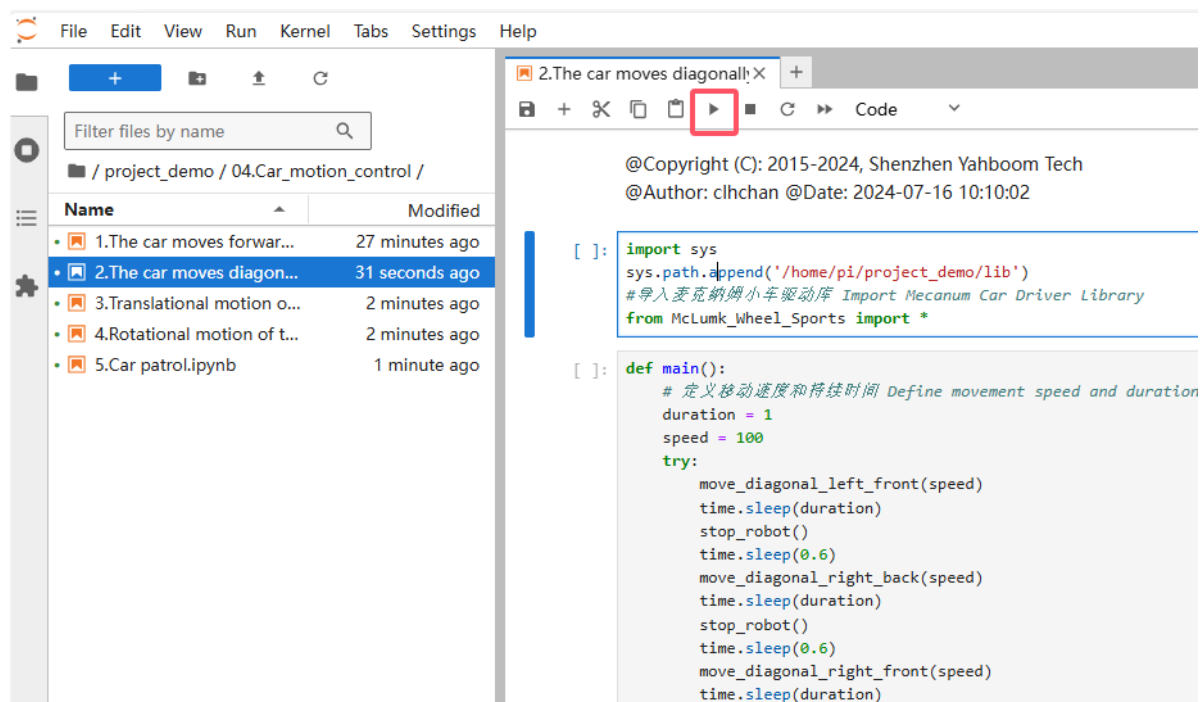 File Edit View Run Kernel Tabs Settings Help
Filter files by name
/ project_demo / 04.Car_motion_control /
Name Modified
1.The car moves forwar... 27 minutes ago
2.The car moves diagon... 31 seconds ago
3.Translational motion o... 2 minutes ago
4.Rotational motion of t... 2 minutes ago
5.Car patrol.ipynb 1 minute ago
2.The car moves diagonally
Code
@Copyright (C): 2015-2024, Shenzhen Yahboom Tech
@Author: clhchan @Date: 2024-07-16 10:10:02
[ ]: import sys
sys.path.append('/home/pi/project_demo/lib')
#导入麦克纳姆小车驱动库 Import Mecanum Car Driver Library
from McLumk_Wheel_Sports import *
[ ]: def main():
# 定义移动速度和持续时间 Define movement speed and duration
duration = 1
speed = 100
try:
move_diagonal_left_front(speed)
time.sleep(duration)
stop_robot()
time.sleep(0.6)
move_diagonal_right_back(speed)
time.sleep(duration)
stop_robot()
time.sleep(0.6)
move_diagonal_right_front(speed)
time.sleep(duration)